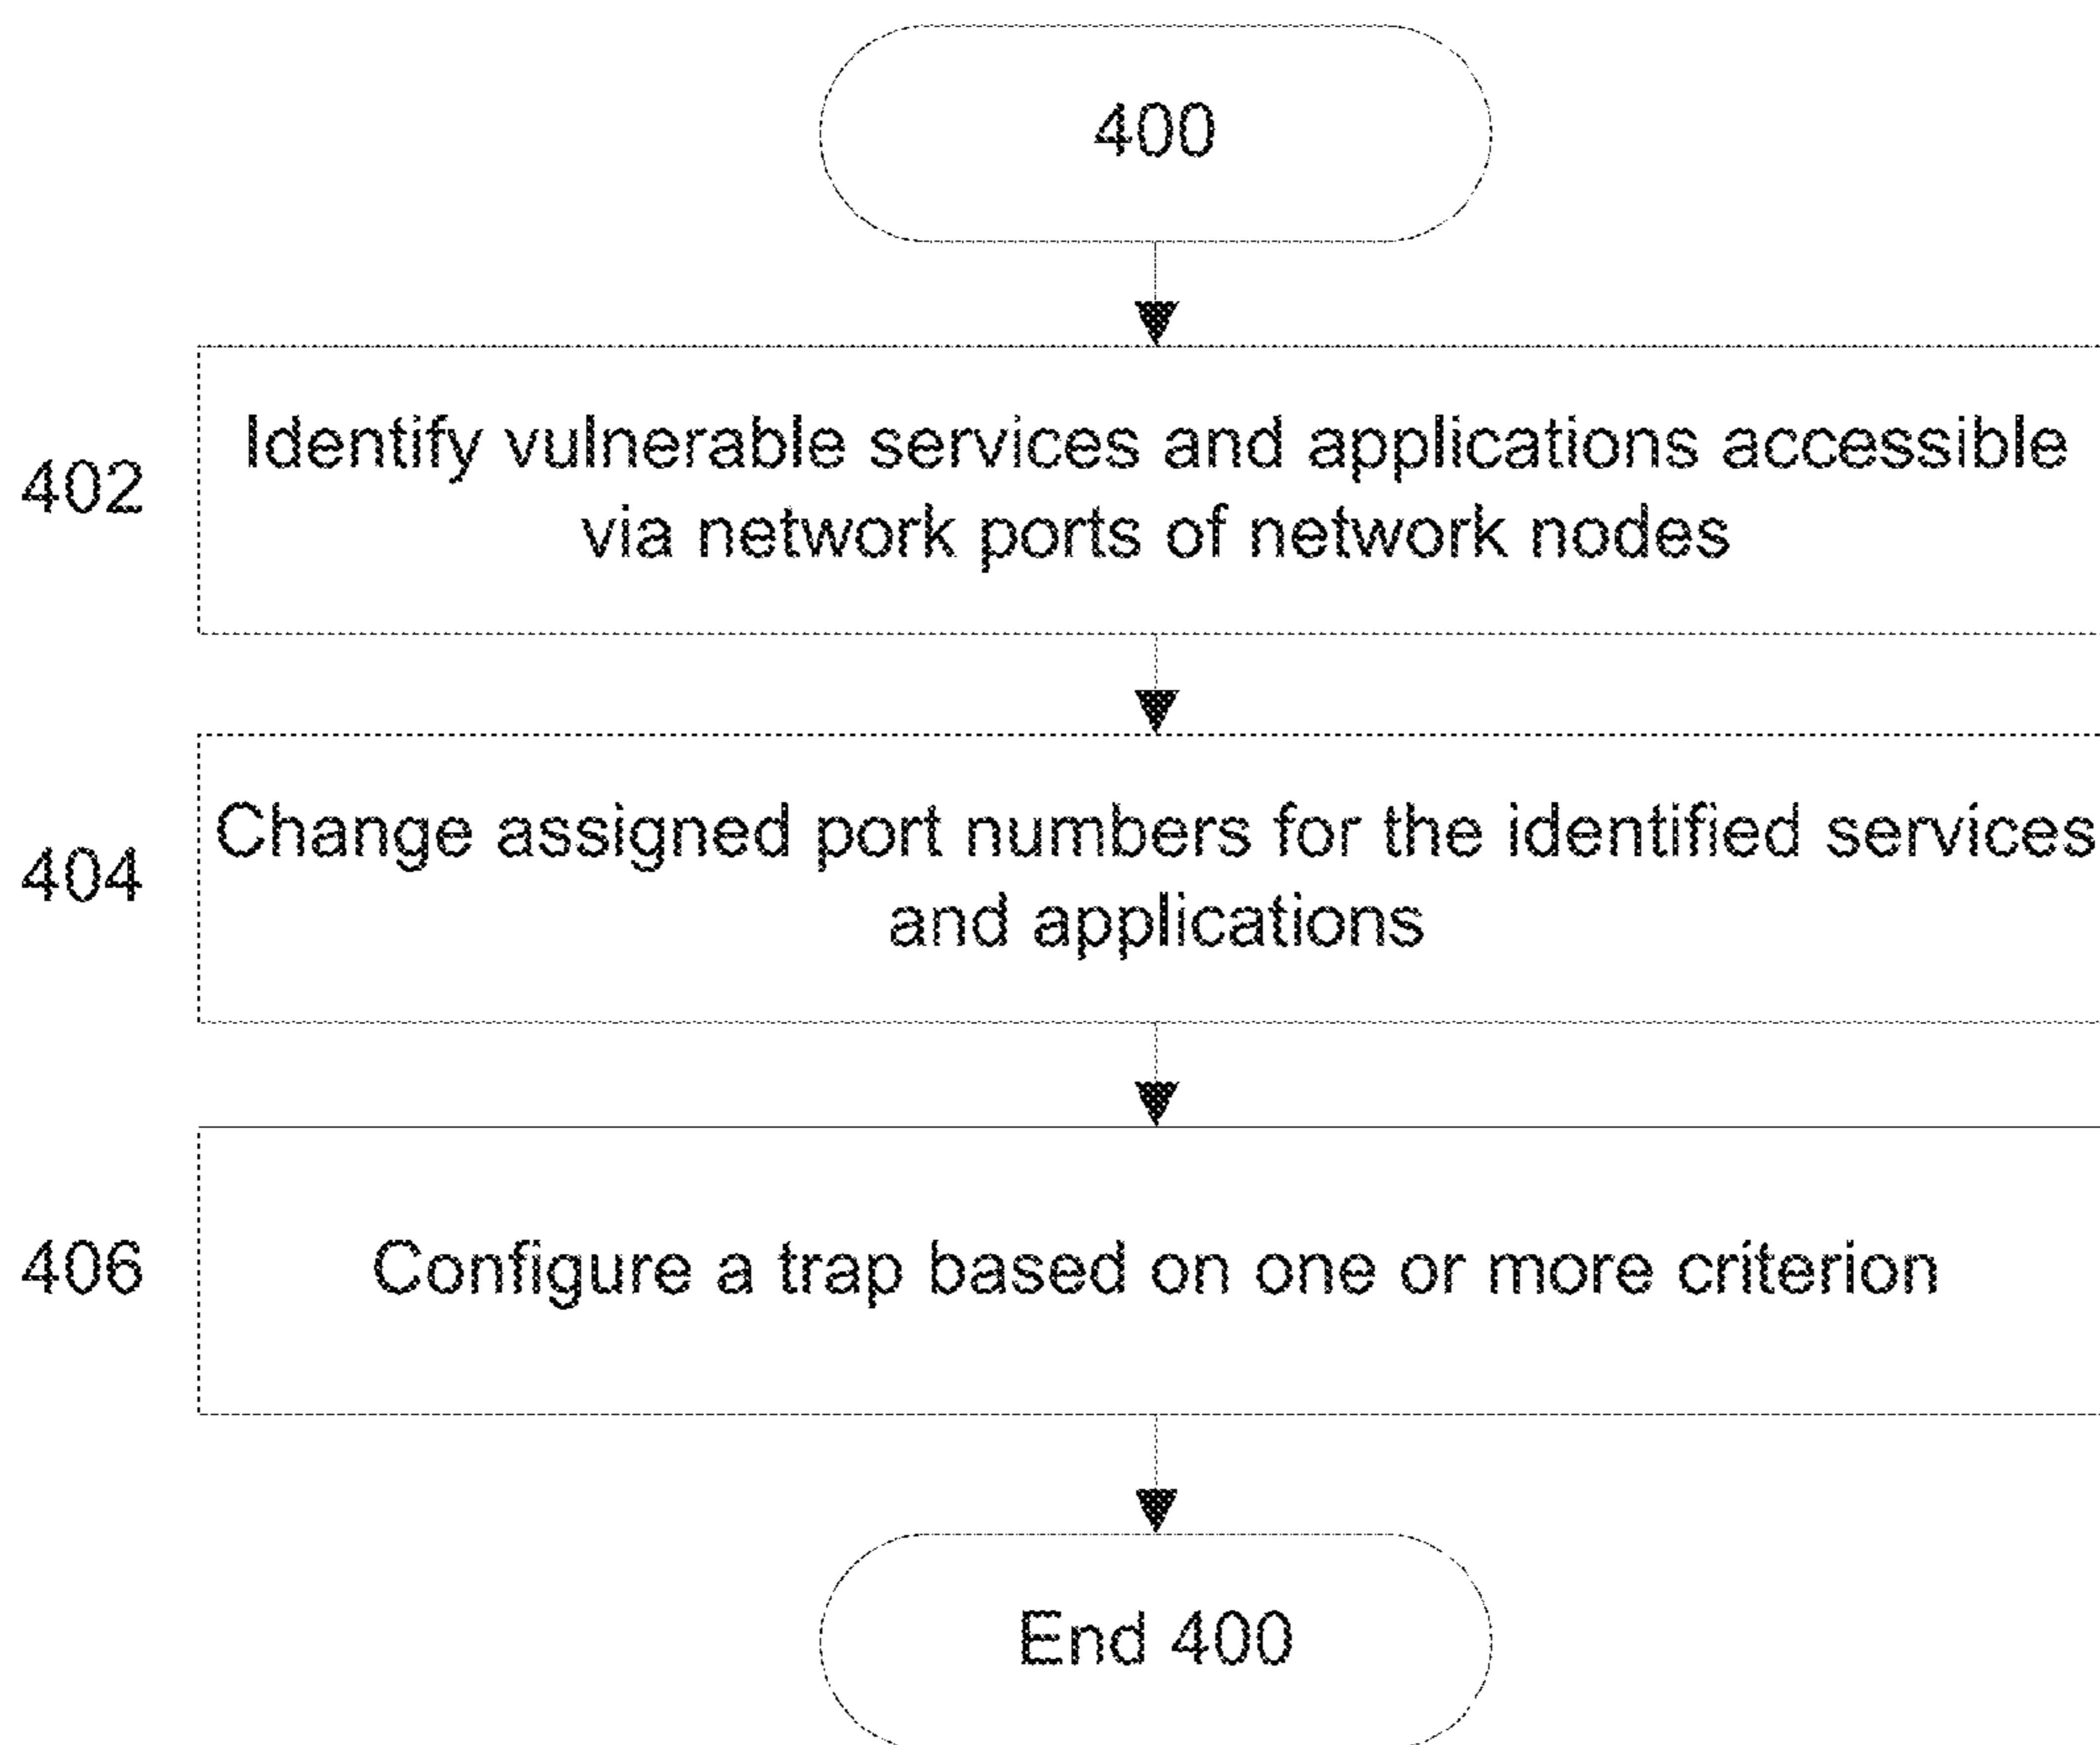 400
402
Identify vulnerable services and applications accessible
via network ports of network nodes
404
Change assigned port numbers for the identified services
and applications
406
Configure a trap based on one or more criterion
End 400